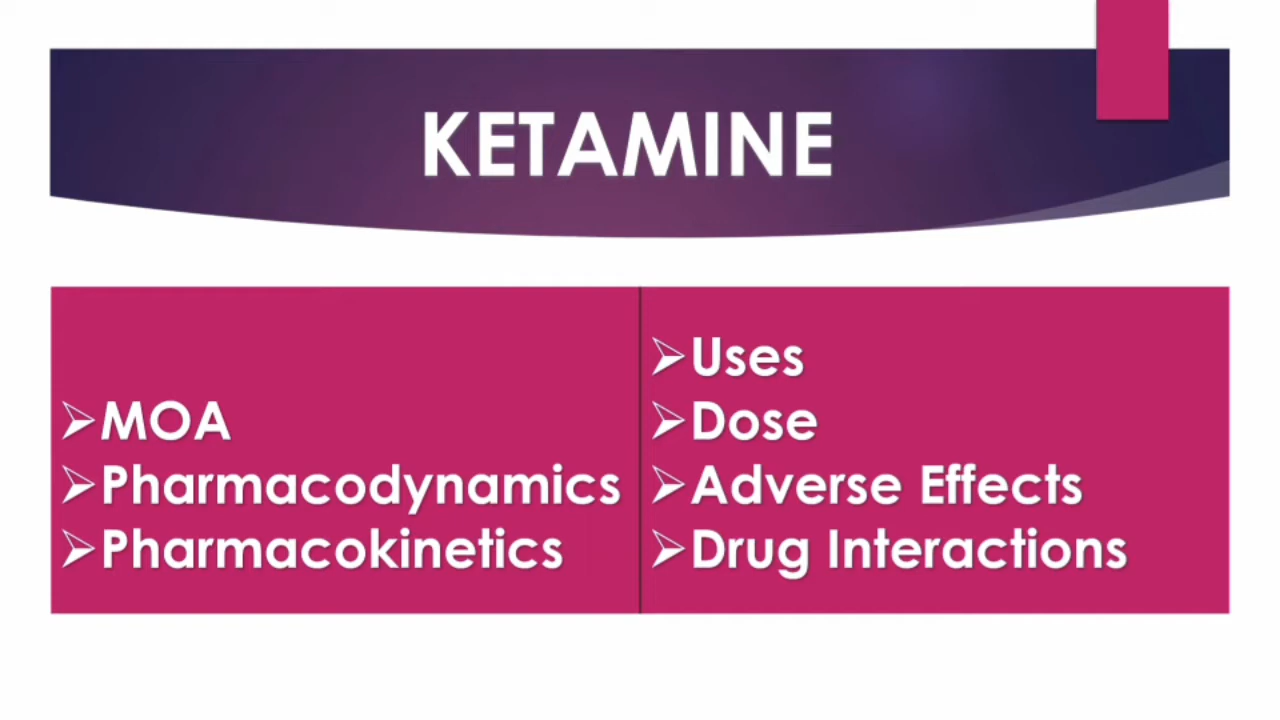 KETAMINE
➢MOA
➢Pharmacodynamics
➢Pharmacokinetics
➢Uses
➢Dose
➢Adverse Effects
➢Drug Interactions